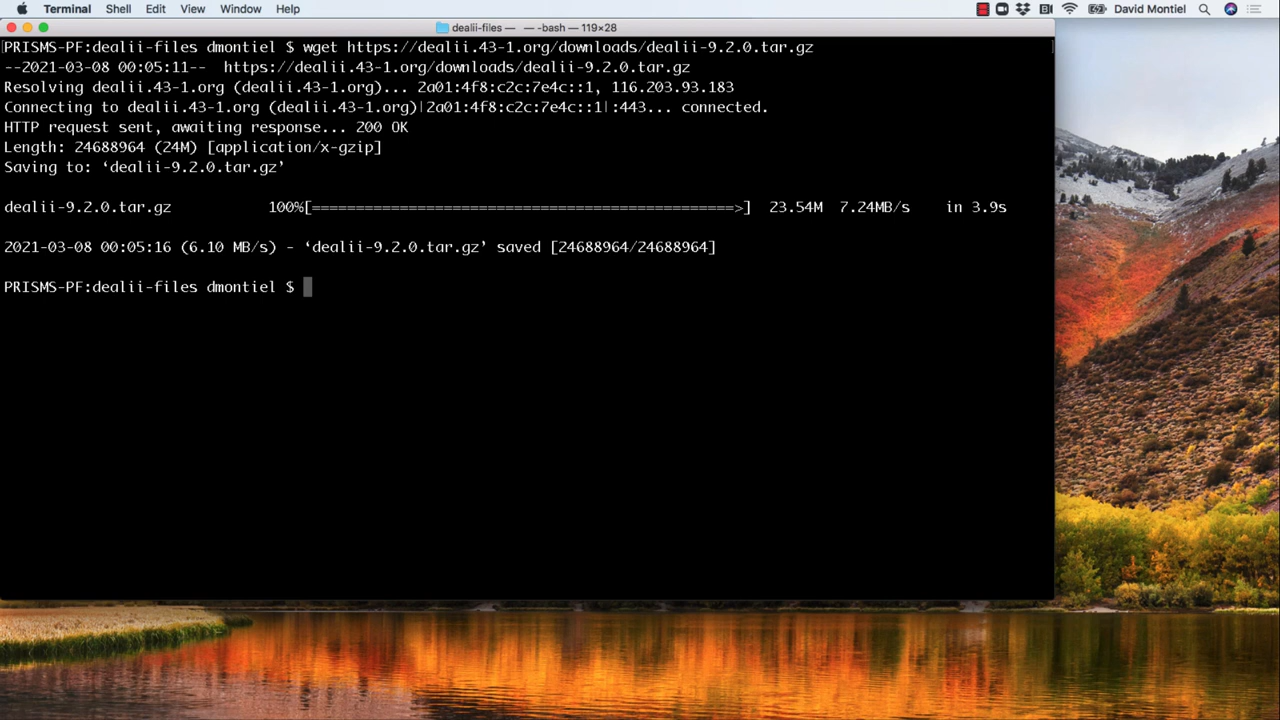 Terminal Shell Edit View Window Help David Montiel
dealii-files — — -bash — 119×28
PRISMS-PF:dealii-files dmontiel $ wget https://dealii.43-1.org/downloads/dealii-9.2.0.tar.gz
--2021-03-08 00:05:11-- https://dealii.43-1.org/downloads/dealii-9.2.0.tar.gz
Resolving dealii.43-1.org (dealii.43-1.org)... 2a01:4f8:c2c:7e4c::1, 116.203.93.183
Connecting to dealii.43-1.org (dealii.43-1.org)|2a01:4f8:c2c:7e4c::1|:443... connected.
HTTP request sent, awaiting response... 200 OK
Length: 24688964 (24M) [application/x-gzip]
Saving to: ‘dealii-9.2.0.tar.gz’
dealii-9.2.0.tar.gz 100%[================================================>] 23.54M 7.24MB/s in 3.9s
2021-03-08 00:05:16 (6.10 MB/s) - ‘dealii-9.2.0.tar.gz’ saved [24688964/24688964]
PRISMS-PF:dealii-files dmontiel $